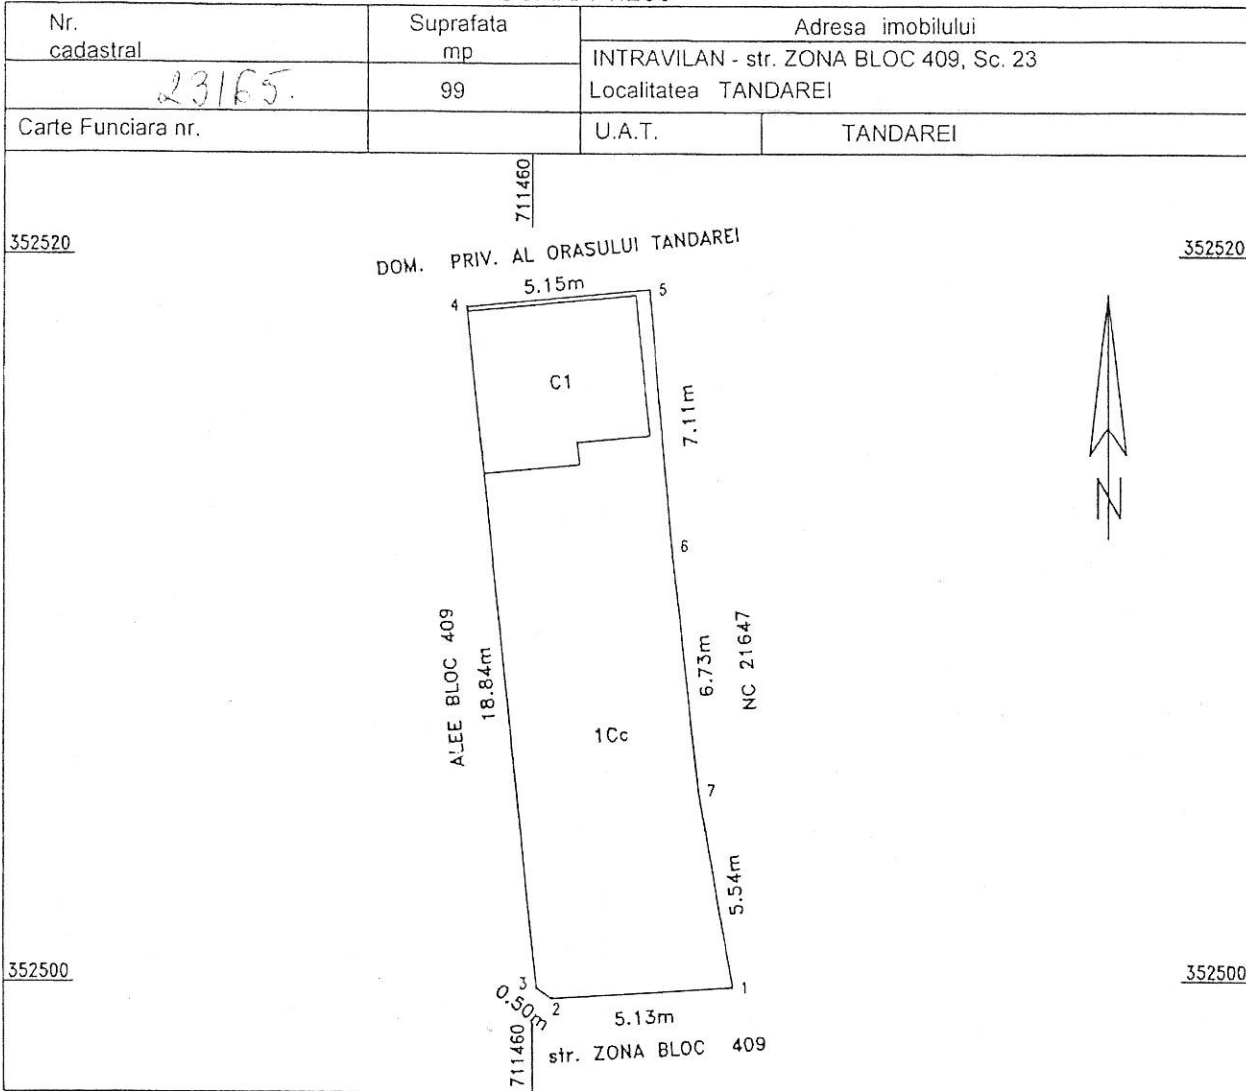 Nr.
cadastral
Suprafata
mp
Adresa imobilului
23165.
99
INTRAVILAN - str. ZONA BLOC 409, Sc. 23
Localitatea TANDAREI
Carte Funciara nr.
U.A.T.
TANDAREI
711460
352520
352520
DOM. PRIV. AL ORASULUI TANDAREI
5.15m
4
5
C1
7.11m
6
N
ALEE BLOC 409
18.84m
6.73m
NC 21647
1Cc
7
5.54m
352500
352500
3
0.50m
2
1
5.13m
711460
str. ZONA BLOC 409